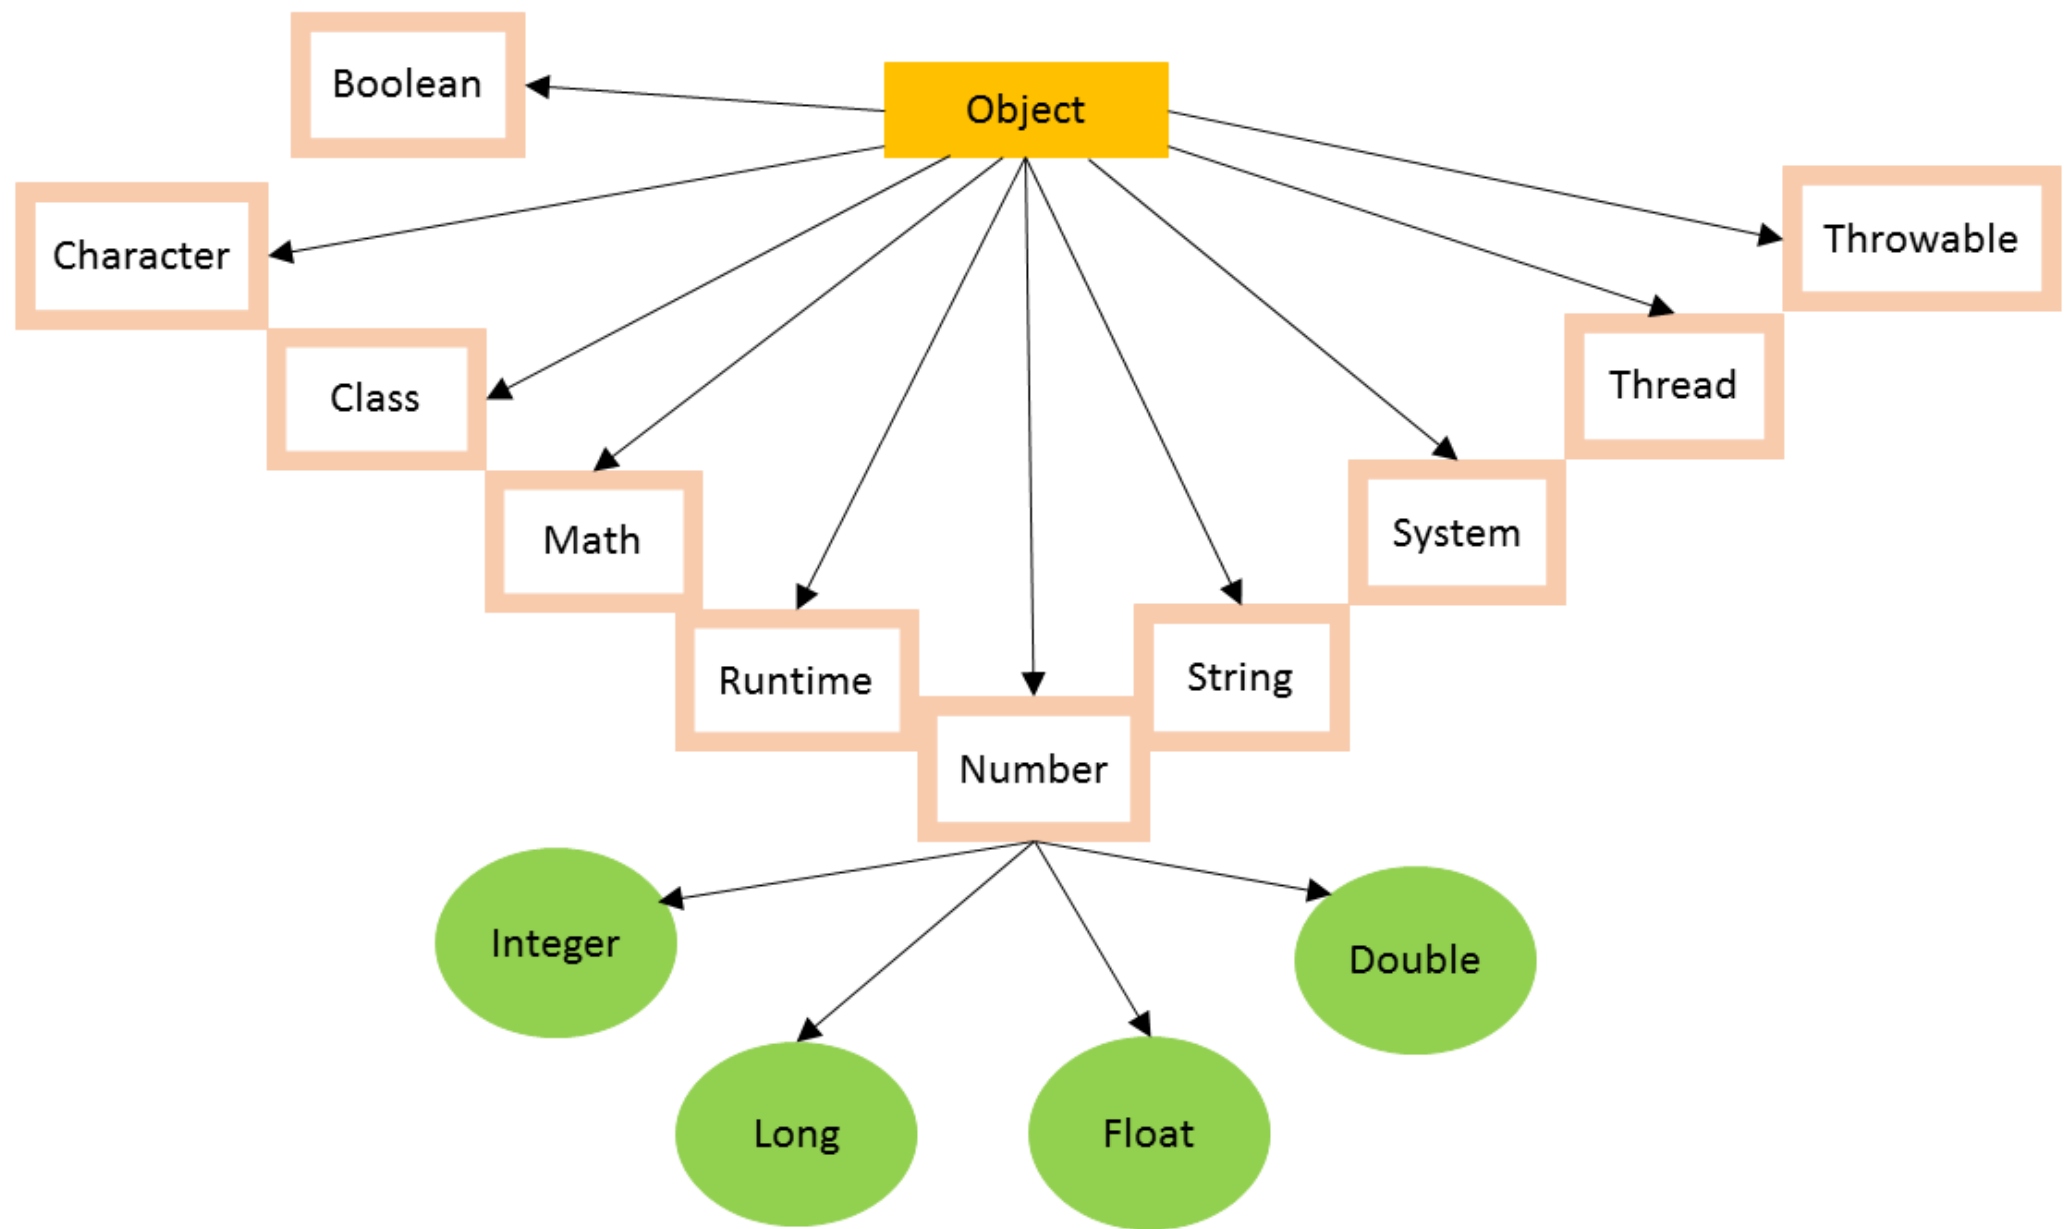 Boolean
Object
Character
Throwable
Class
Thread
Math
System
Runtime
String
Number
Integer
Double
Long
Float